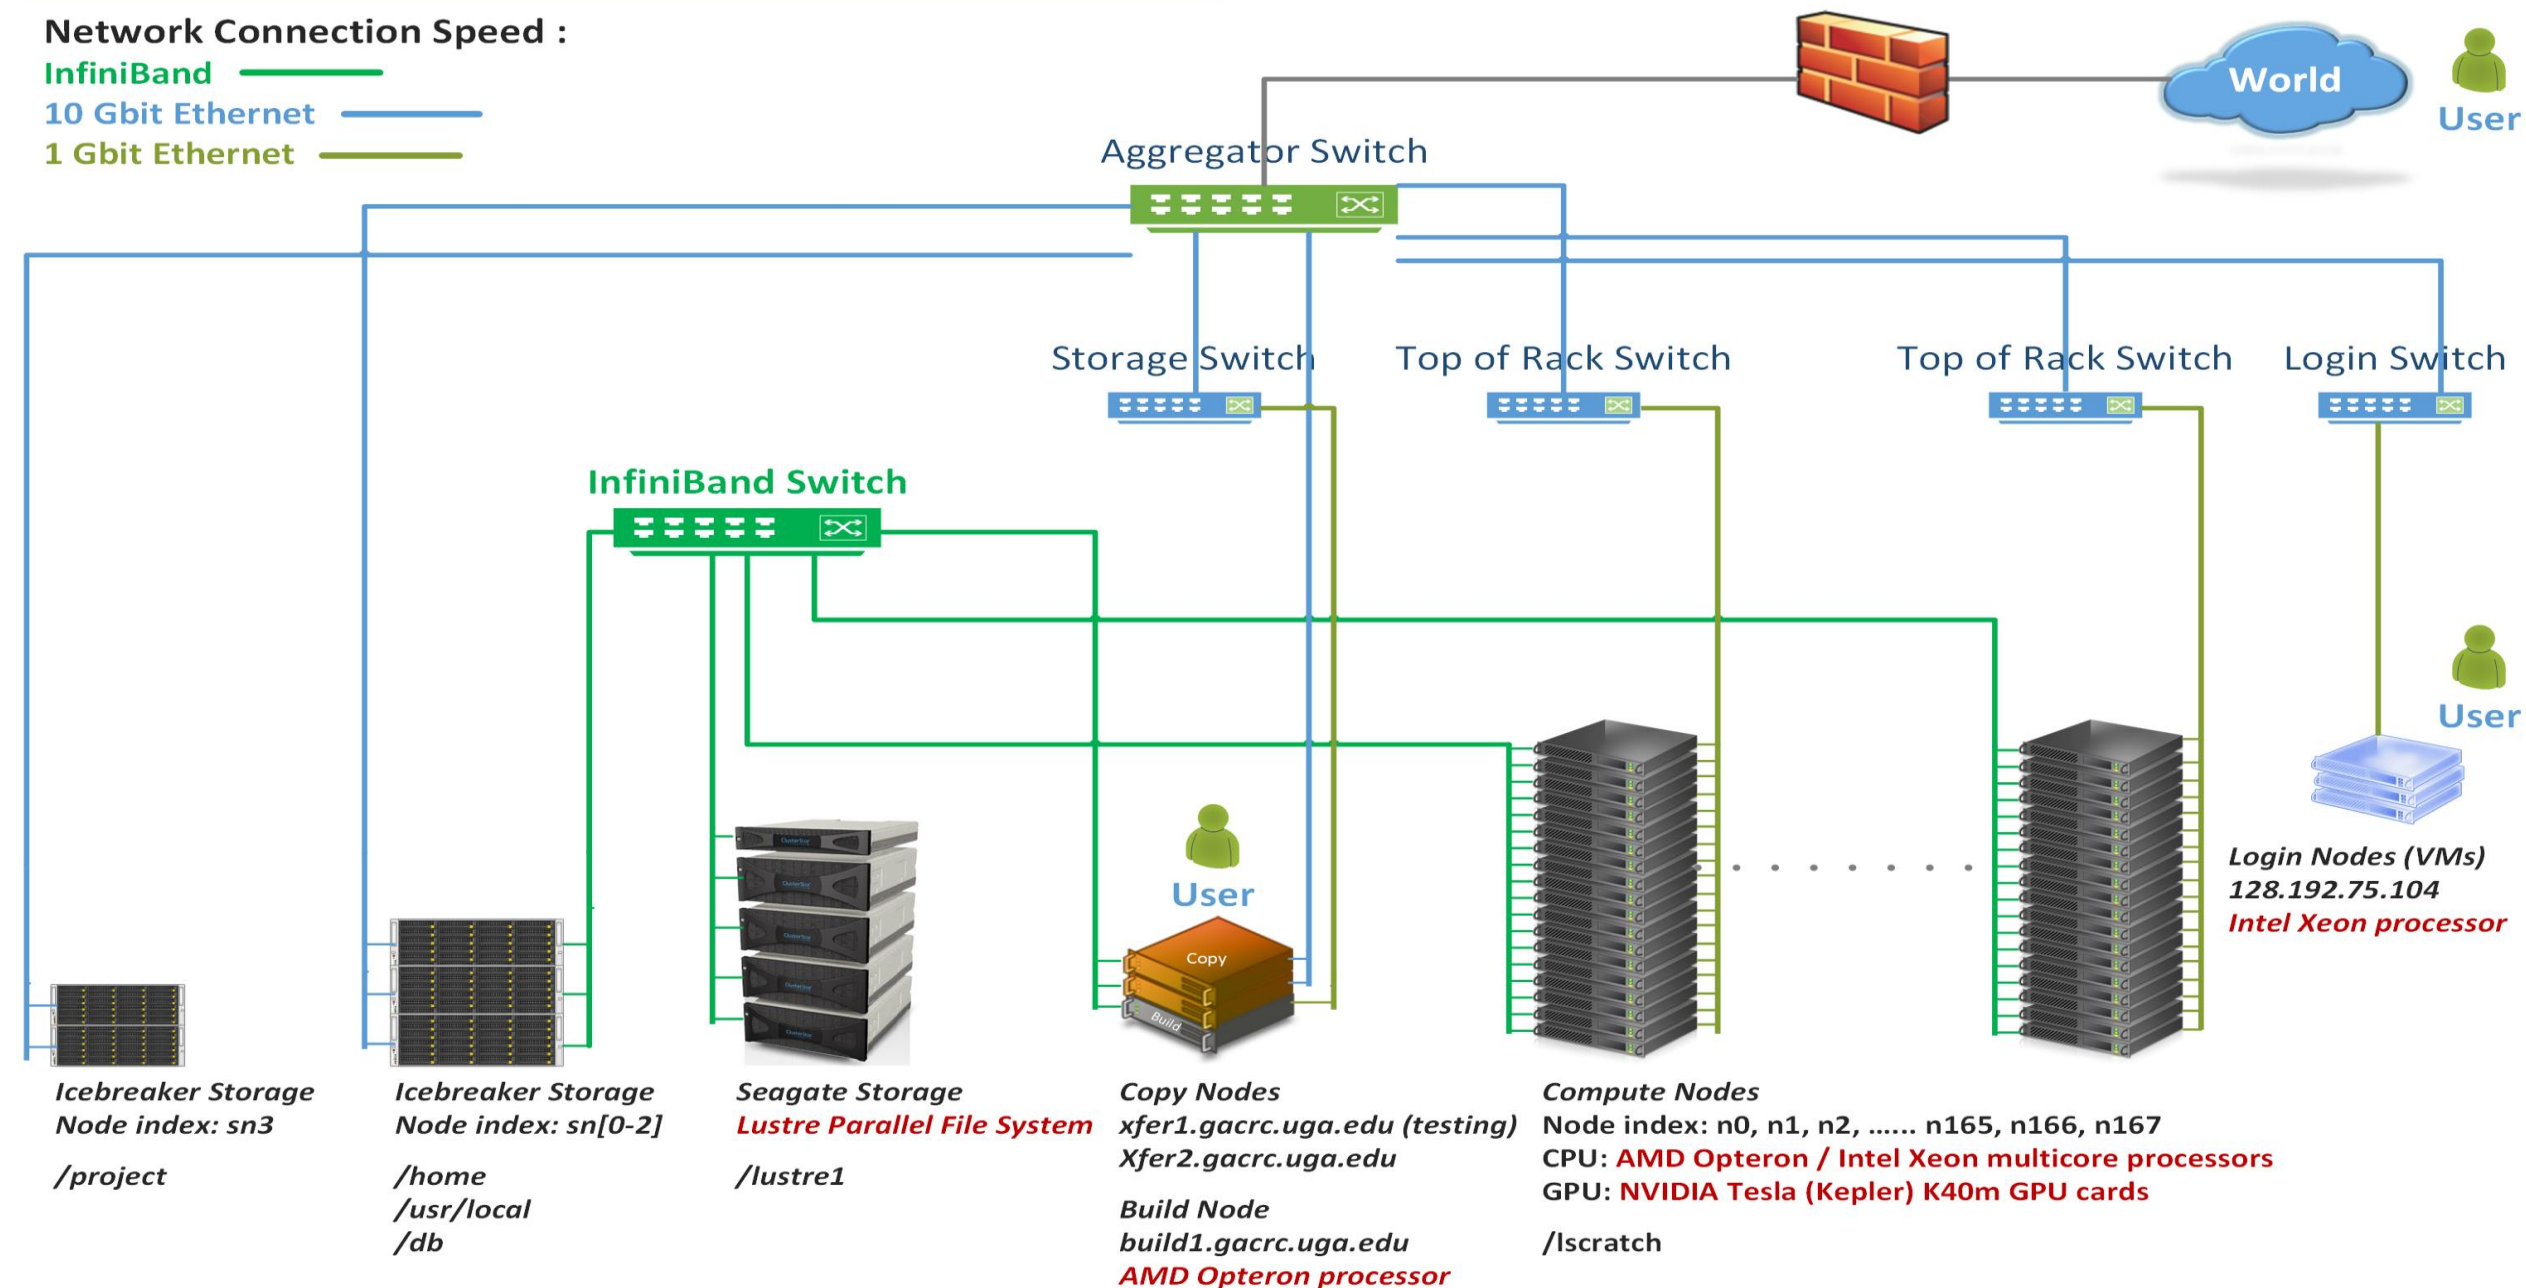 Network Connection Speed :
InfiniBand
10 Gbit Ethernet
1 Gbit Ethernet
World
User
Aggregator Switch
Storage Switch
Top of Rack Switch
Top of Rack Switch
Login Switch
InfiniBand Switch
User
User
Copy
Build
Login Nodes (VMs)
128.192.75.104
Intel Xeon processor
Icebreaker Storage
Node index: sn3
/project
Icebreaker Storage
Node index: sn[0-2]
/home
/usr/local
/db
Seagate Storage
Lustre Parallel File System
/lustre1
Copy Nodes
xfer1.gacrc.uga.edu (testing)
Xfer2.gacrc.uga.edu
Build Node
build1.gacrc.uga.edu
AMD Opteron processor
Compute Nodes
Node index: n0, n1, n2, ...... n165, n166, n167
CPU: AMD Opteron / Intel Xeon multicore processors
GPU: NVIDIA Tesla (Kepler) K40m GPU cards
/lscratch